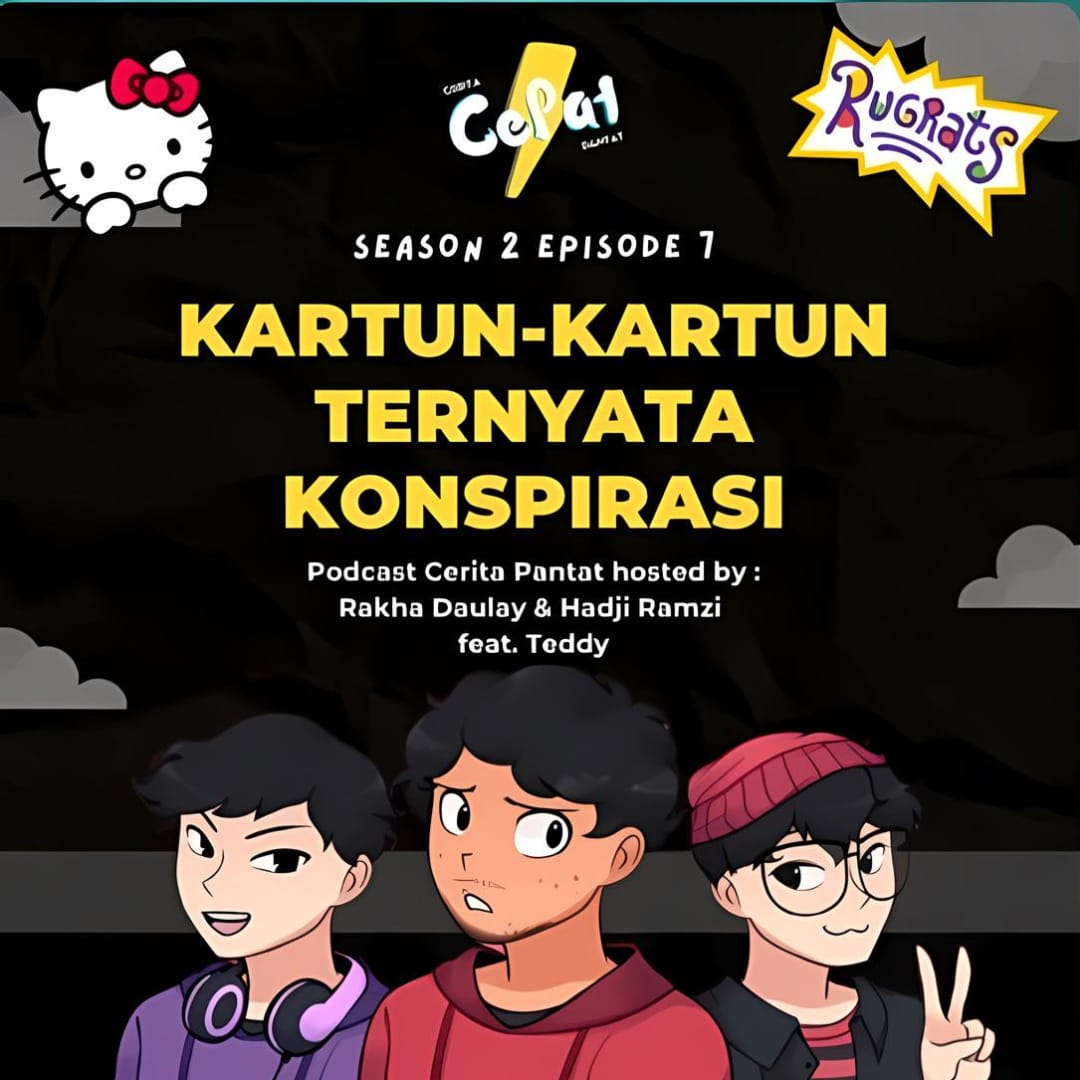 CERITA
CePat
RUGRatS
SEASON 2 EPISODE 7
KARTUN-KARTUN
TERNYATA
KONSPIRASI
Podcast Cerita Pantat hosted by :
Rakha Daulay & Hadji Ramzi
feat. Teddy